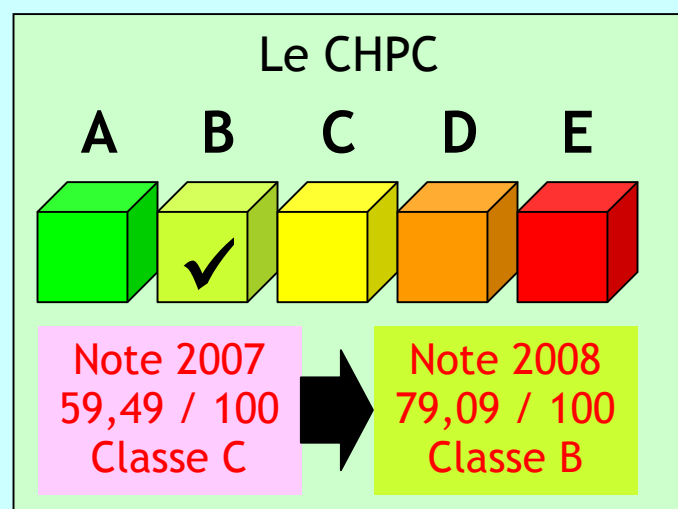 Le CHPC
A B C D E
✓
Note 2007
59,49 / 100
Classe C
Note 2008
79,09 / 100
Classe B